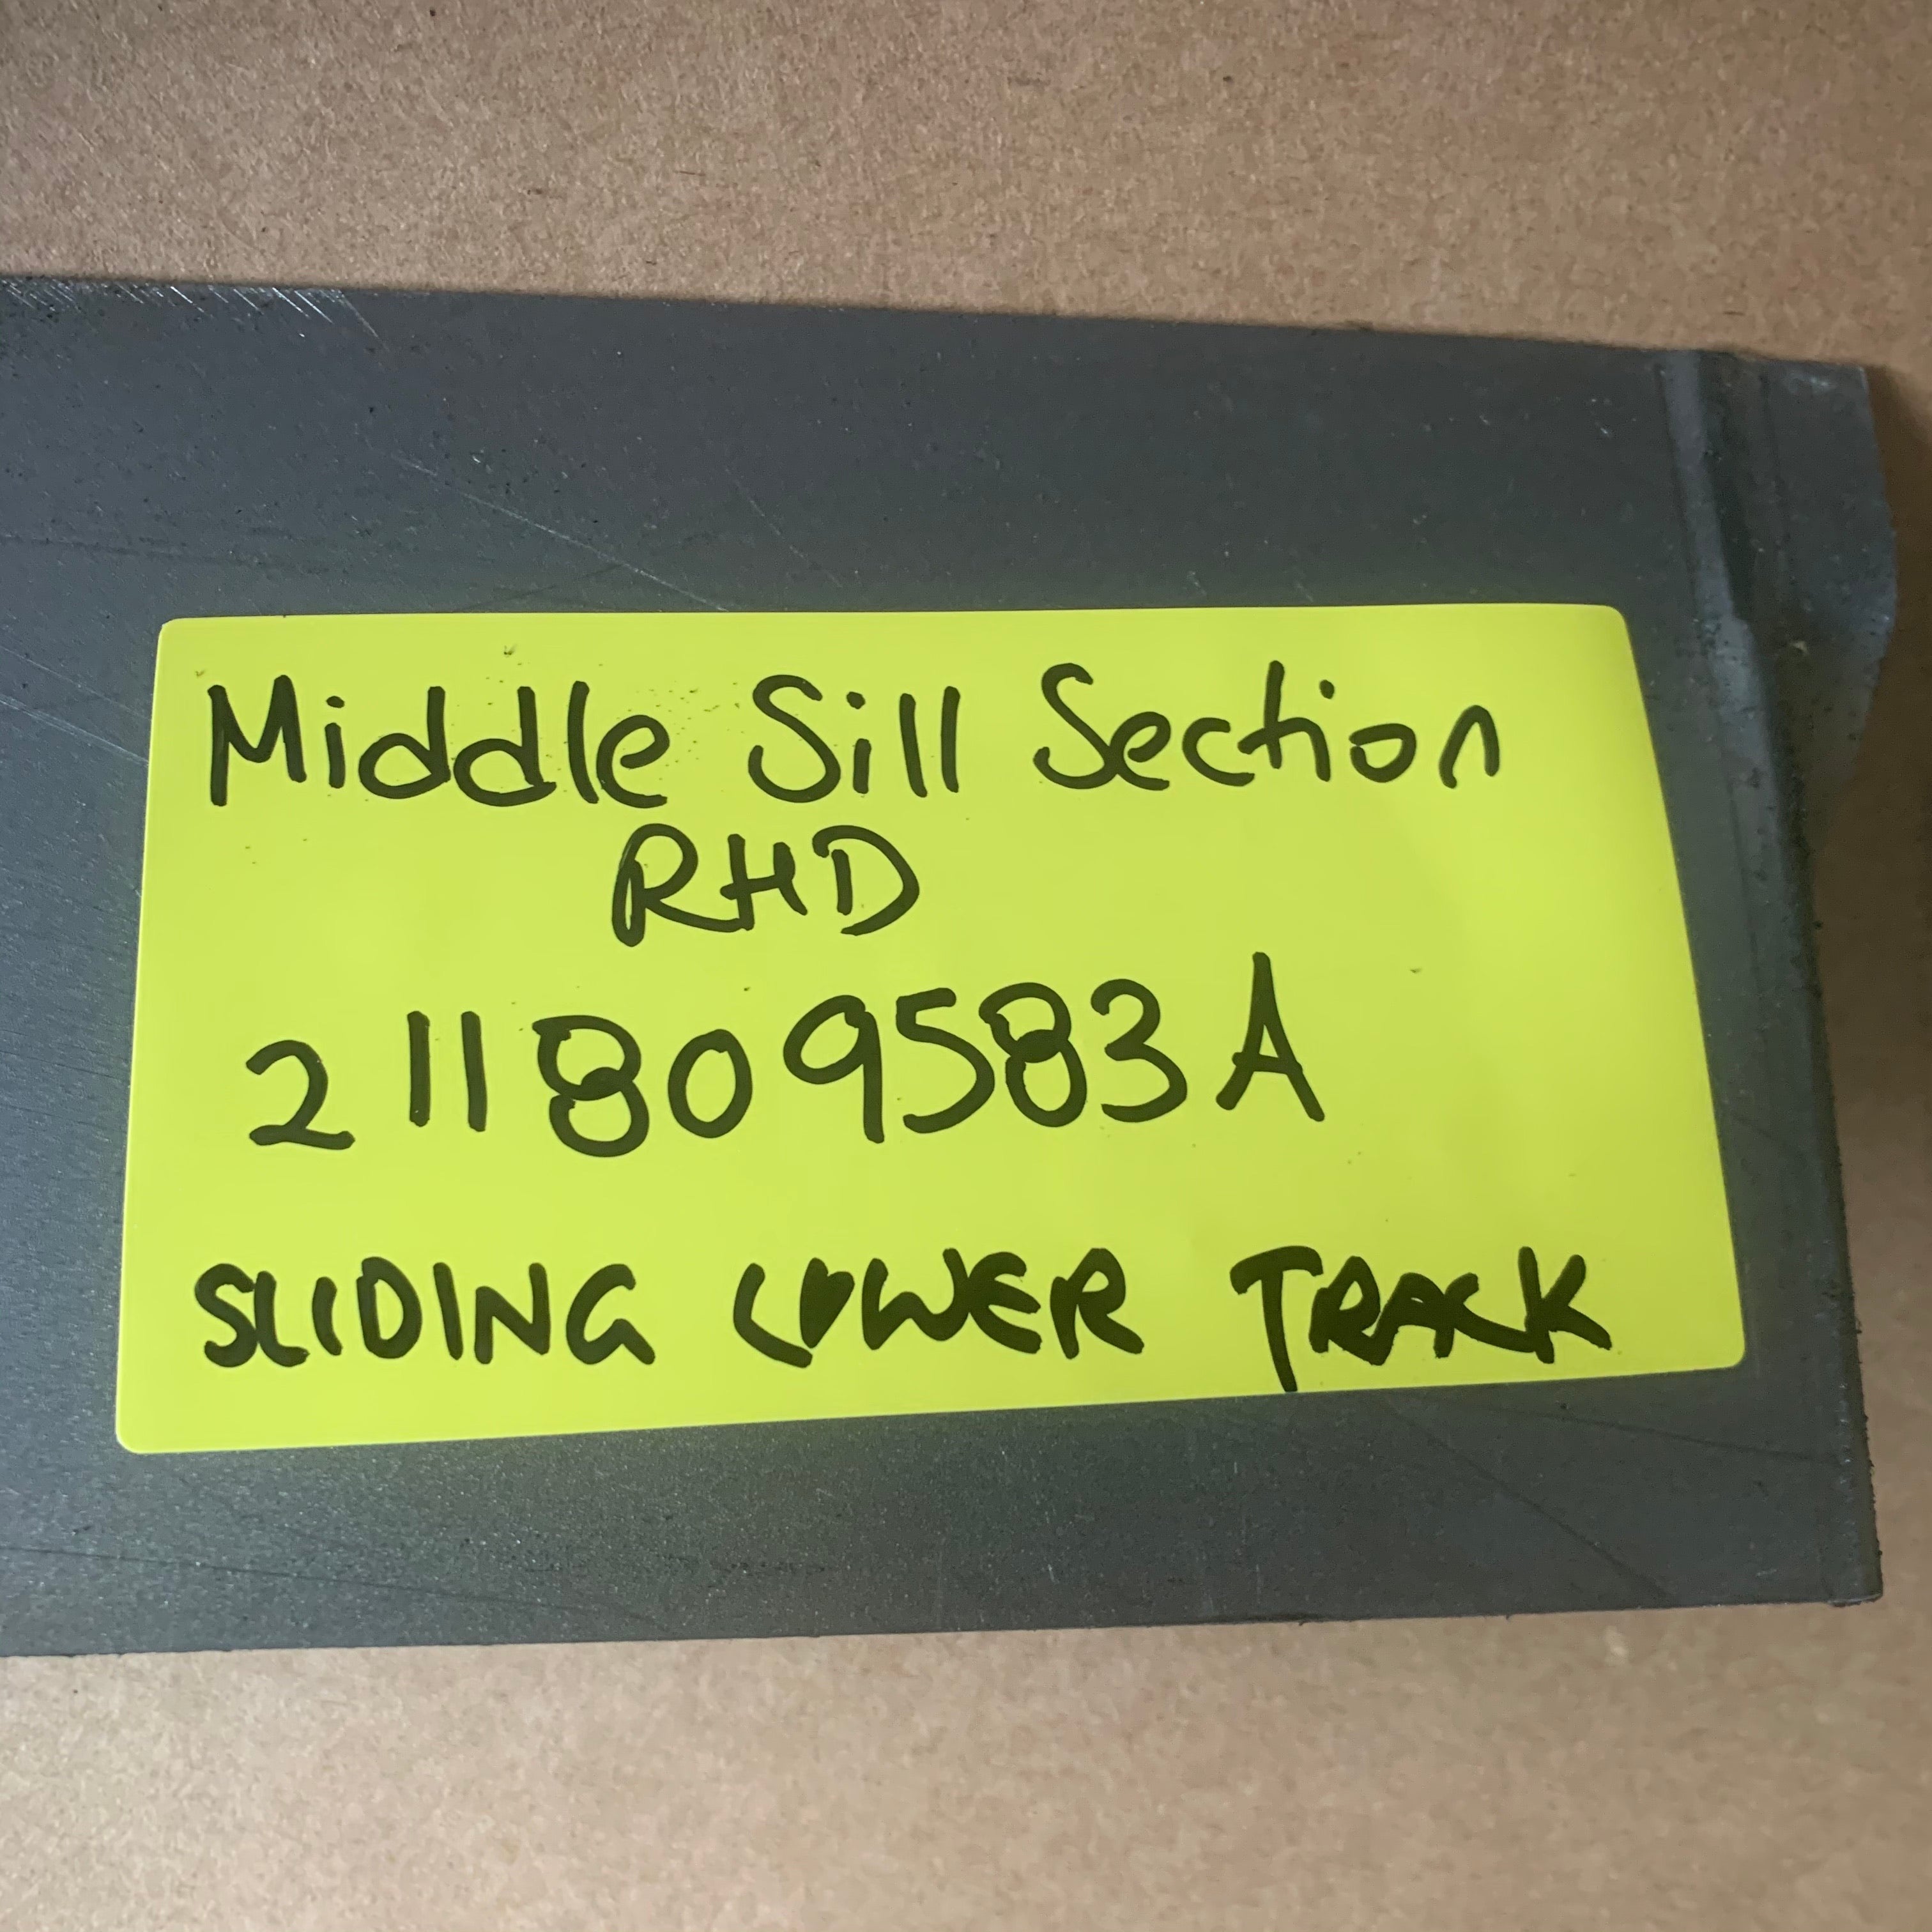 Middle Sill Section
RHD
211809583A
SLIDING LOWER TRACK